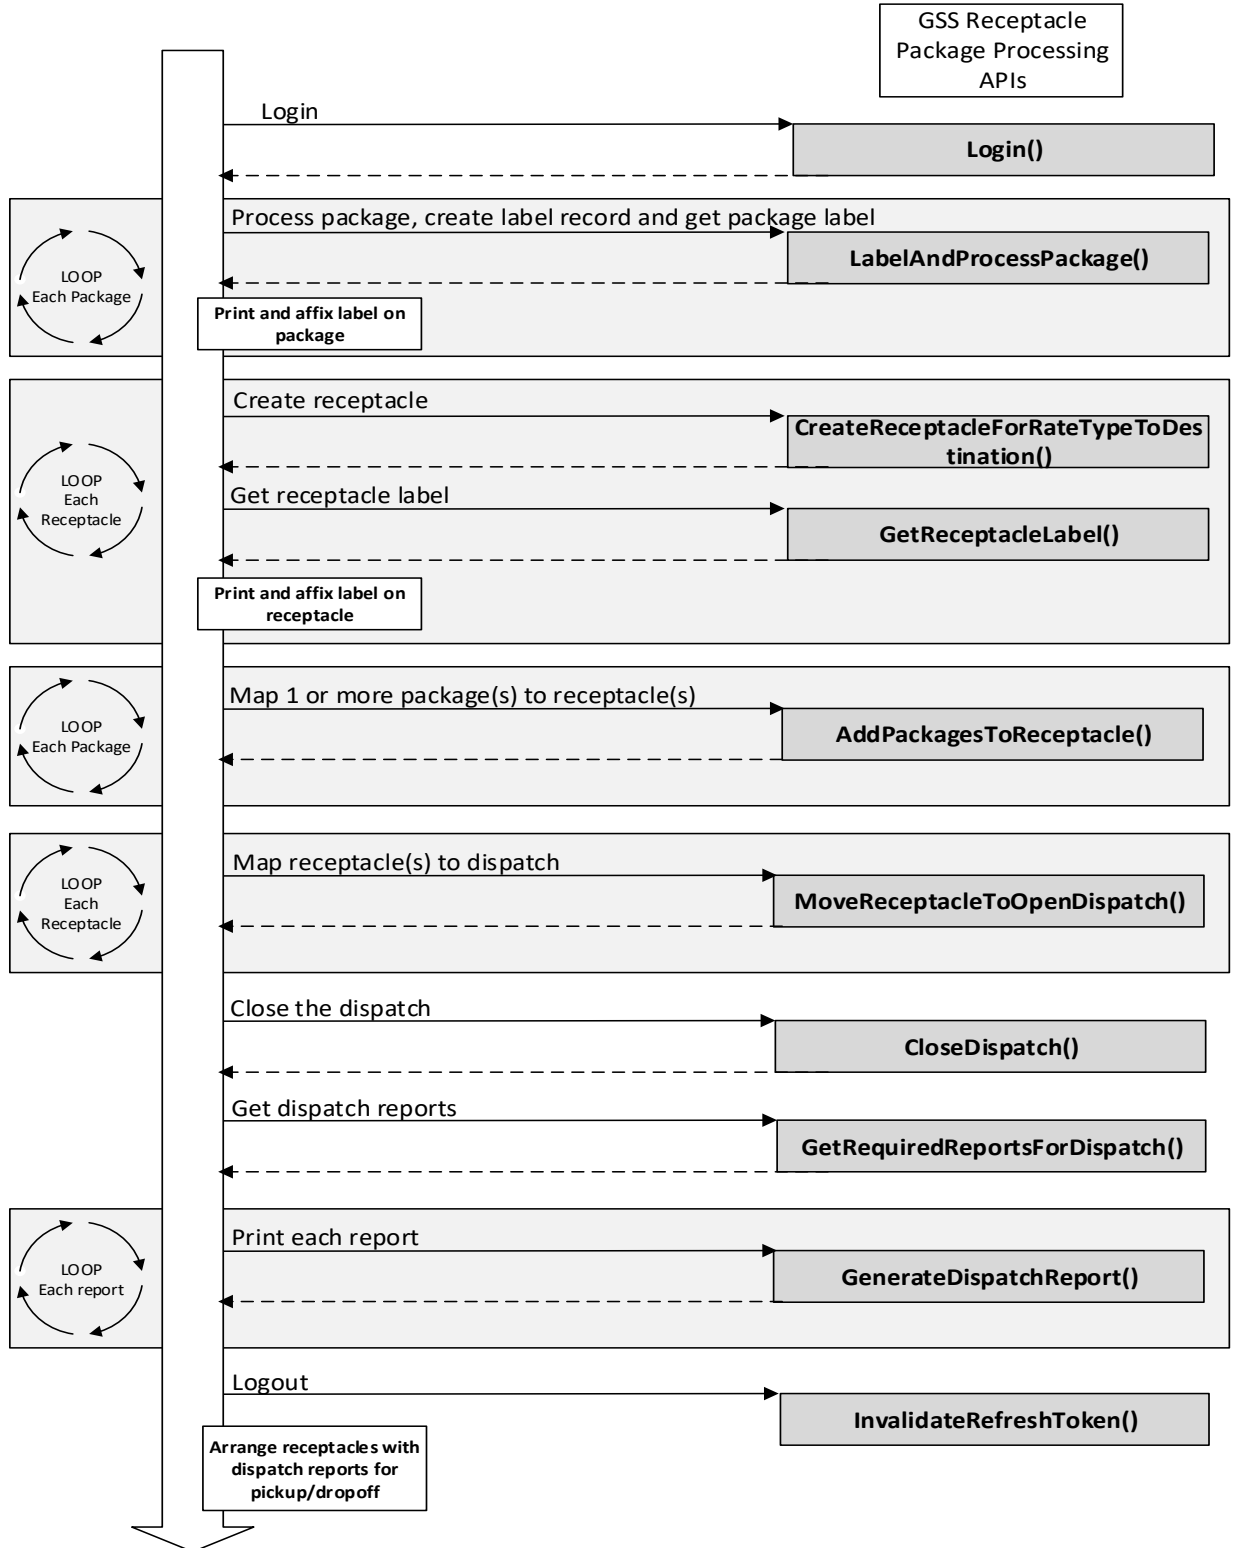 GSS Receptacle
Package Processing
APIs
Login
Login()
Process package, create label record and get package label
LabelAndProcessPackage()
LOOP
Each Package
Print and affix label on
package
Create receptacle
CreateReceptacleForRateTypeToDes
tination()
LOOP
Each
Receptacle
Get receptacle label
GetReceptacleLabel()
Print and affix label on
receptacle
Map 1 or more package(s) to receptacle(s)
AddPackagesToReceptacle()
LOOP
Each Package
Map receptacle(s) to dispatch
MoveReceptacleToOpenDispatch()
LOOP
Each
Receptacle
Close the dispatch
CloseDispatch()
Get dispatch reports
GetRequiredReportsForDispatch()
Print each report
GenerateDispatchReport()
LOOP
Each report
Logout
InvalidateRefreshToken()
Arrange receptacles with
dispatch reports for
pickup/dropoff